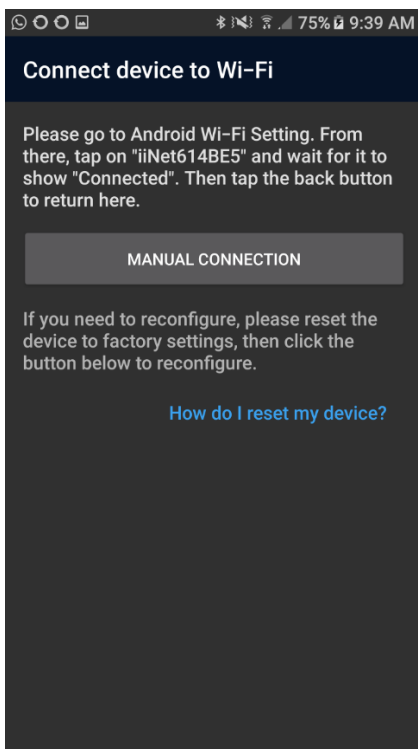 75% 9:39 AM
Connect device to Wi-Fi
Please go to Android Wi-Fi Setting. From
there, tap on "iiNet614BE5" and wait for it to
show "Connected". Then tap the back button
to return here.
MANUAL CONNECTION
If you need to reconfigure, please reset the
device to factory settings, then click the
button below to reconfigure.
How do I reset my device?